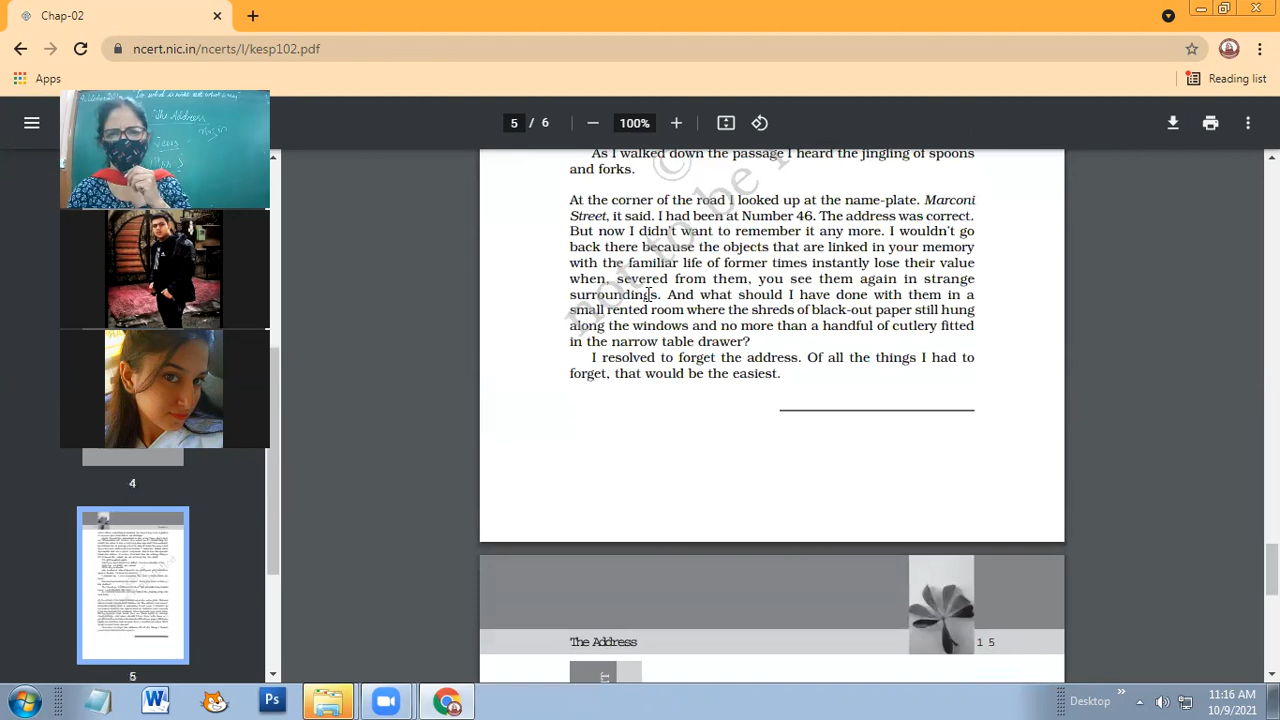 Chap-02
ncert.nic.in/ncerts/l/kesp102.pdf
Apps
Reading list
5 / 6
100%
As I walked down the passage I heard the jingling of spoons
and forks.
At the corner of the road I looked up at the name-plate. Marconi
Street, it said. I had been at Number 46. The address was correct.
But now I didn't want to remember it any more. I wouldn't go
back there because the objects that are linked in your memory
with the familiar life of former times instantly lose their value
when, severed from them, you see them again in strange
surroundings. And what should I have done with them in a
small rented room where the shreds of black-out paper still hung
along the windows and no more than a handful of cutlery fitted
in the narrow table drawer?
I resolved to forget the address. Of all the things I had to
forget, that would be the easiest.
©
not to be
The Address
15
The Address
4
5
Desktop
11:16 AM
10/9/2021